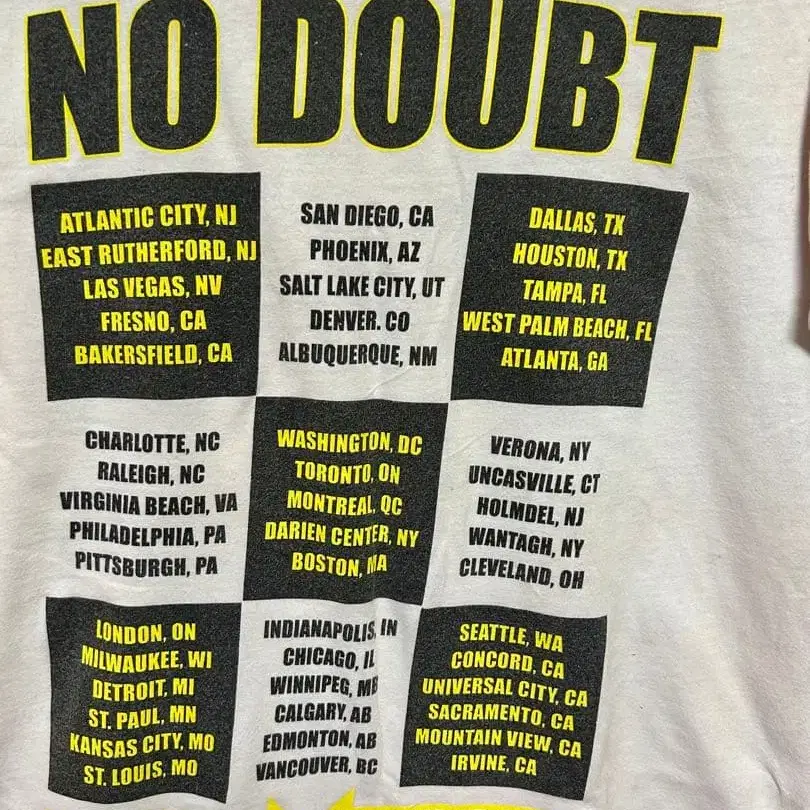 NO DOUBT
ATLANTIC CITY, NJ
EAST RUTHERFORD, NJ
LAS VEGAS, NV
FRESNO, CA
BAKERSFIELD, CA
SAN DIEGO, CA
PHOENIX, AZ
SALT LAKE CITY, UT
DENVER. CO
ALBUQUERQUE, NM
DALLAS, TX
HOUSTON, TX
TAMPA, FL
WEST PALM BEACH, FL
ATLANTA, GA
CHARLOTTE, NC
RALEIGH, NC
VIRGINIA BEACH, VA
PHILADELPHIA, PA
PITTSBURGH, PA
WASHINGTON, DC
TORONTO, ON
MONTREAL, QC
DARIEN CENTER, NY
BOSTON, MA
VERONA, NY
UNCASVILLE, CT
HOLMDEL, NJ
WANTAGH, NY
CLEVELAND, OH
LONDON, ON
MILWAUKEE, WI
DETROIT, MI
ST. PAUL, MN
KANSAS CITY, MO
ST. LOUIS, MO
INDIANAPOLIS, IN
CHICAGO, IL
WINNIPEG, MB
CALGARY, AB
EDMONTON, AB
VANCOUVER, BC
SEATTLE, WA
CONCORD, CA
UNIVERSAL CITY, CA
SACRAMENTO, CA
MOUNTAIN VIEW, CA
IRVINE, CA